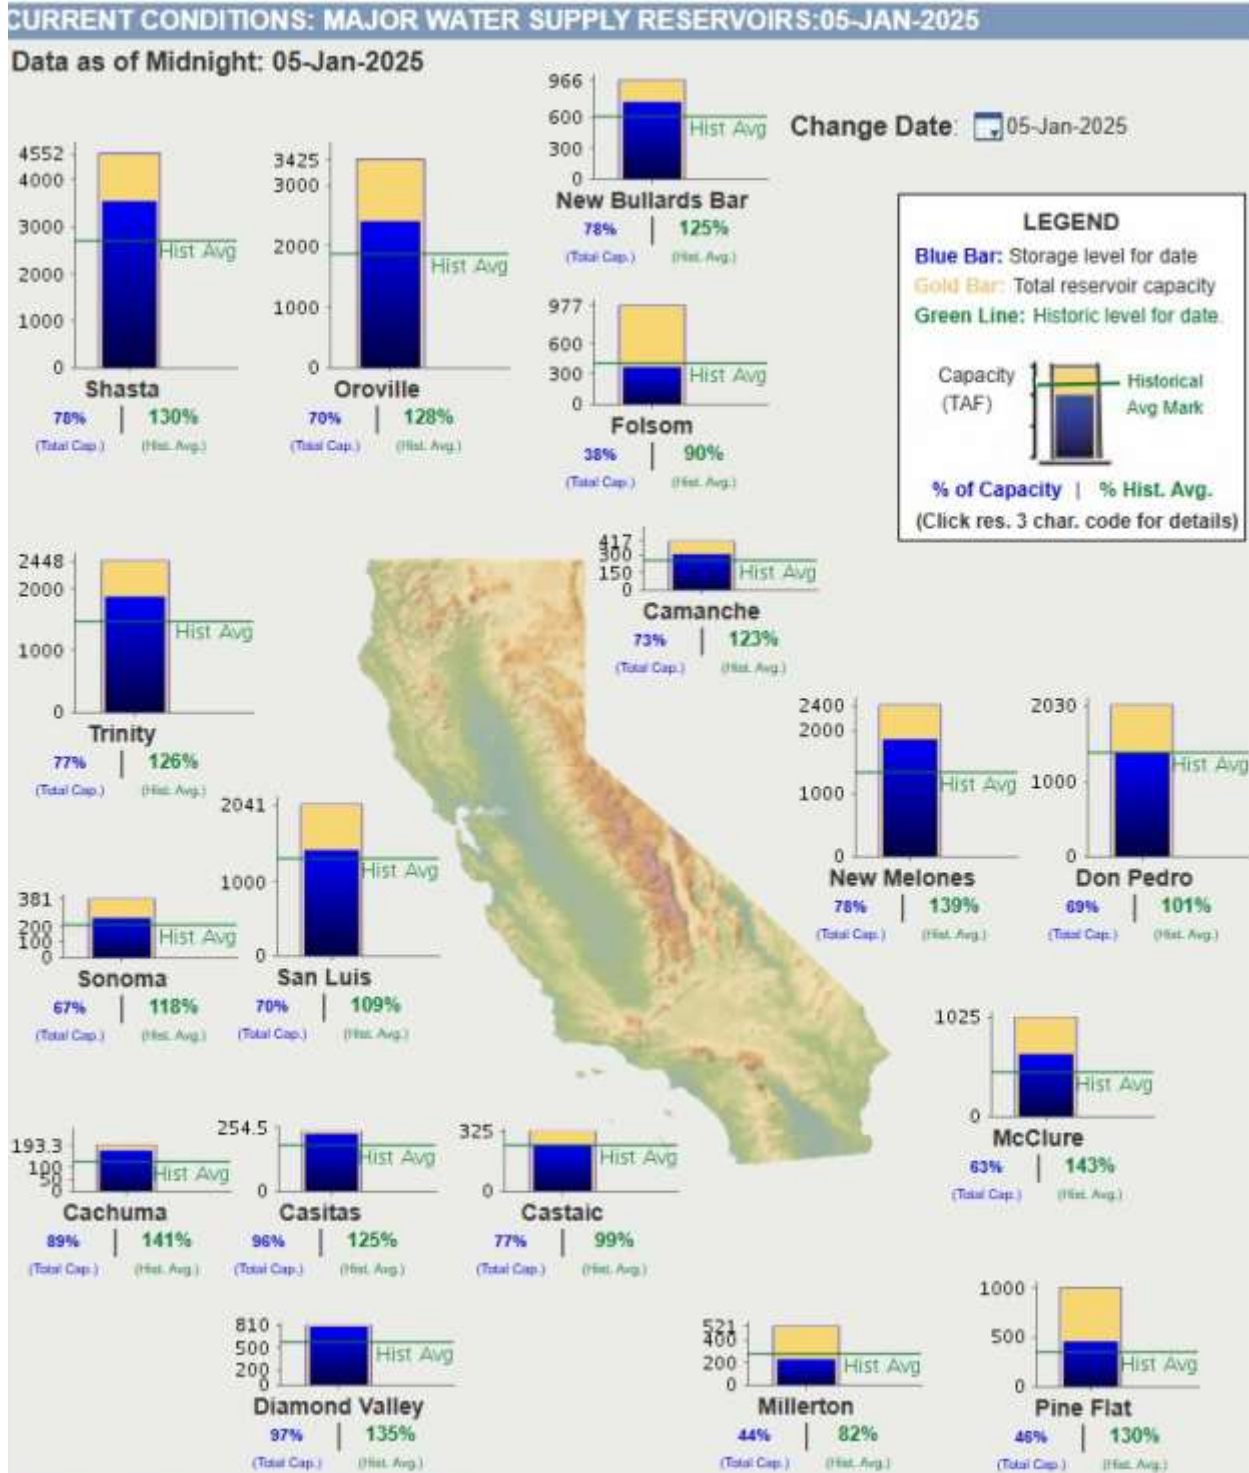 CURRENT CONDITIONS: MAJOR WATER SUPPLY RESERVOIRS:05-JAN-2025
Data as of Midnight: 05-Jan-2025
Change Date: 05-Jan-2025
966
600
300
0
Hist Avg
New Bullards Bar
78% | 125%
(Total Cap.) (Hist. Avg.)
4552
4000
3000
2000
1000
0
Hist Avg
Shasta
78% | 130%
(Total Cap.) (Hist. Avg.)
3425
3000
2000
1000
0
Hist Avg
Oroville
70% | 128%
(Total Cap.) (Hist. Avg.)
977
600
300
0
Hist Avg
Folsom
38% | 90%
(Total Cap.) (Hist. Avg.)
LEGEND
Blue Bar: Storage level for date
Gold Bar: Total reservoir capacity
Green Line: Historic level for date.
Capacity
(TAF)
Historical
Avg Mark
% of Capacity | % Hist. Avg.
(Click res. 3 char. code for details)
417
300
150
0
Hist Avg
Camanche
73% | 123%
(Total Cap.) (Hist. Avg.)
2448
2000
1000
0
Hist Avg
Trinity
77% | 126%
(Total Cap.) (Hist. Avg.)
2400
2000
1000
0
Hist Avg
New Melones
78% | 139%
(Total Cap.) (Hist. Avg.)
2030
1000
0
Hist Avg
Don Pedro
69% | 101%
(Total Cap.) (Hist. Avg.)
2041
1000
0
Hist Avg
San Luis
70% | 109%
(Total Cap.) (Hist. Avg.)
381
200
100
0
Hist Avg
Sonoma
67% | 118%
(Total Cap.) (Hist. Avg.)
1025
0
Hist Avg
McClure
63% | 143%
(Total Cap.) (Hist. Avg.)
193.3
100
50
0
Hist Avg
Cachuma
89% | 141%
(Total Cap.) (Hist. Avg.)
254.5
0
Hist Avg
Casitas
96% | 125%
(Total Cap.) (Hist. Avg.)
325
0
Hist Avg
Castaic
77% | 99%
(Total Cap.) (Hist. Avg.)
810
500
200
0
Hist Avg
Diamond Valley
97% | 135%
(Total Cap.) (Hist. Avg.)
521
400
200
0
Hist Avg
Millerton
44% | 82%
(Total Cap.) (Hist. Avg.)
1000
500
0
Hist Avg
Pine Flat
46% | 130%
(Total Cap.) (Hist. Avg.)